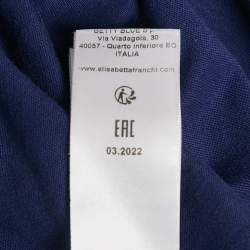 BETTY BLUE S.p.
Via Viadagola, 30
40057 - Quarto Inferiore BO
ITALIA
www.elisabettafranchi.com
EAC
03.2022